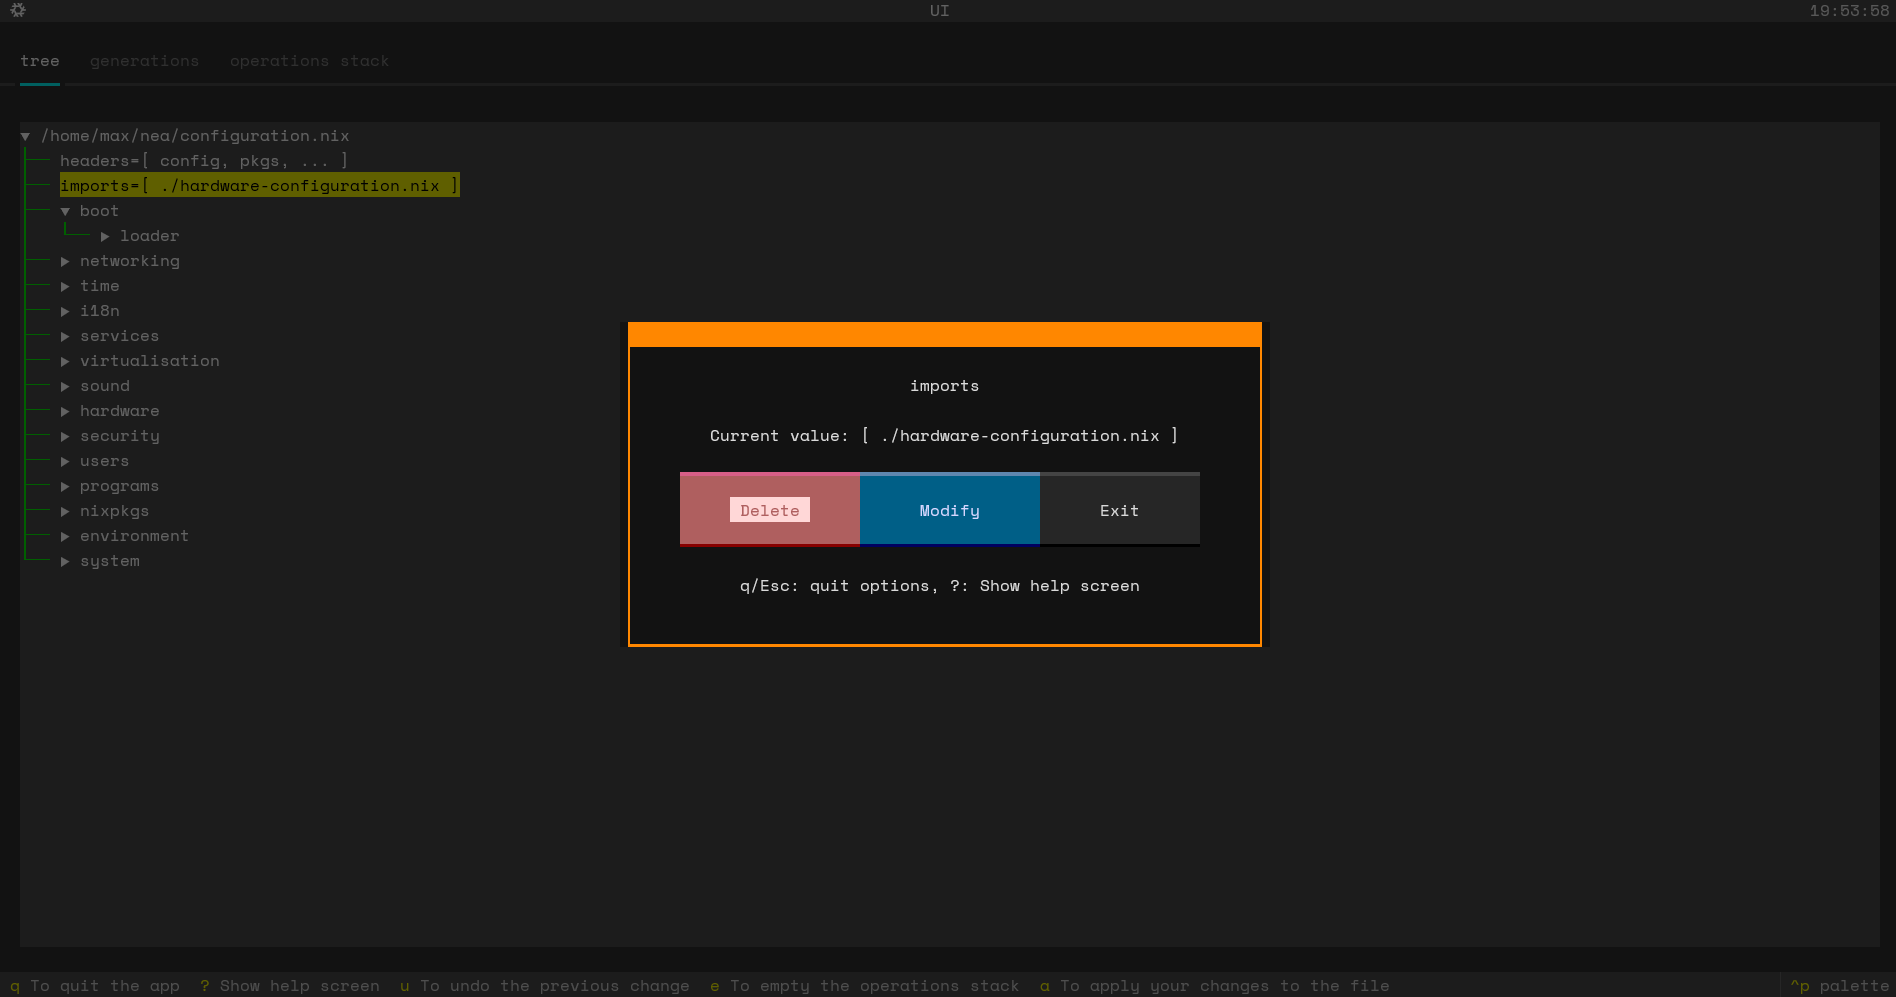 UI 19:53:58
tree generations operations stack
▼ /home/max/nea/configuration.nix
headers=[ config, pkgs, ... ]
imports=[ ./hardware-configuration.nix ]
▼ boot
▶ loader
▶ networking
▶ time
▶ i18n
▶ services
▶ virtualisation
▶ sound
▶ hardware
▶ security
▶ users
▶ programs
▶ nixpkgs
▶ environment
▶ system
imports
Current value: [ ./hardware-configuration.nix ]
Delete Modify Exit
q/Esc: quit options, ?: Show help screen
q To quit the app ? Show help screen u To undo the previous change e To empty the operations stack a To apply your changes to the file ^p palette